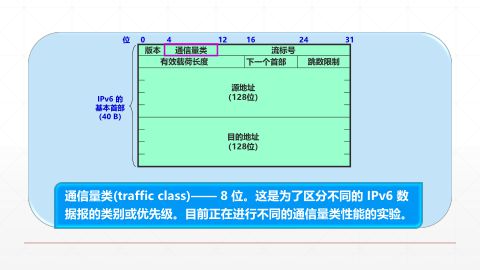 位 0 4 12 16 24 31
版本 通信量类 流标号
有效载荷长度 下一个首部 跳数限制
源地址
(128位)
IPv6 的
基本首部
(40 B)
目的地址
(128位)
通信量类(traffic class)—— 8 位。这是为了区分不同的 IPv6 数
据报的类别或优先级。目前正在进行不同的通信量类性能的实验。